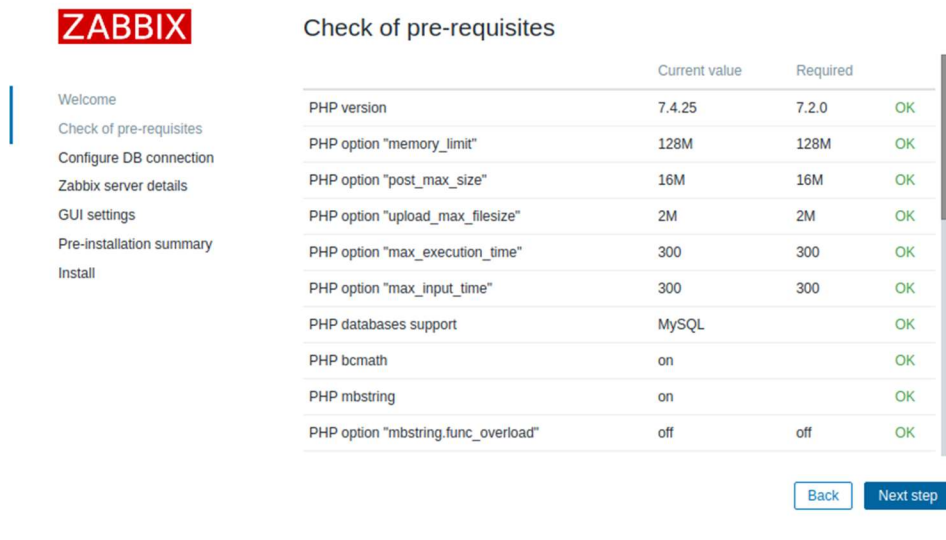 ZABBIX
Welcome
Check of pre-requisites
Configure DB connection
Zabbix server details
GUI settings
Pre-installation summary
Install
Check of pre-requisites
Current value Required
PHP version 7.4.25 7.2.0 OK
PHP option "memory_limit" 128M 128M OK
PHP option "post_max_size" 16M 16M OK
PHP option "upload_max_filesize" 2M 2M OK
PHP option "max_execution_time" 300 300 OK
PHP option "max_input_time" 300 300 OK
PHP databases support MySQL OK
PHP bcmath on OK
PHP mbstring on OK
PHP option "mbstring.func_overload" off off OK
Back Next step